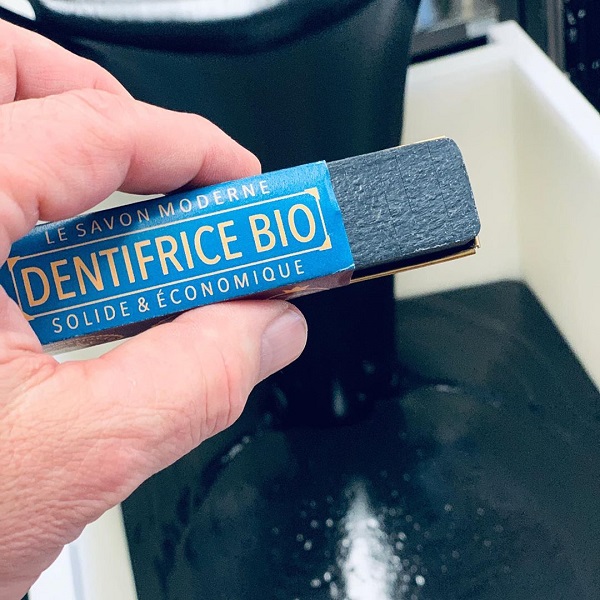 LE SAVON MODERNE
DENTIFRICE BIO
SOLIDE & ÉCONOMIQUE